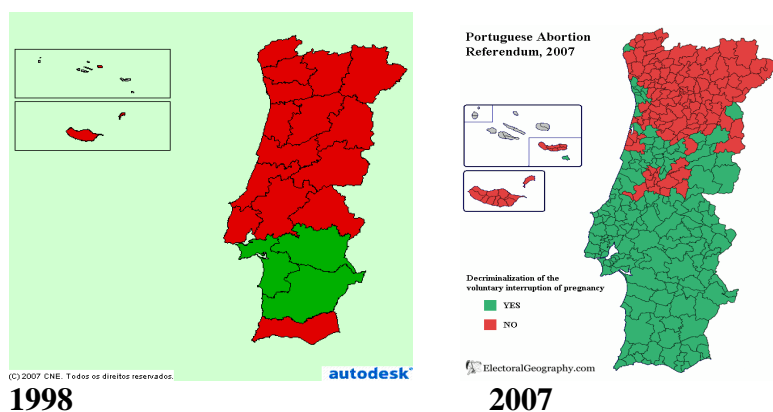 Portuguese Abortion
Referendum, 2007
Decriminalization of the
voluntary interruption of pregnancy
YES
NO
(C) 2007 CNE. Todos os direitos reservados.
autodesk®
ElectoralGeography.com
1998
2007